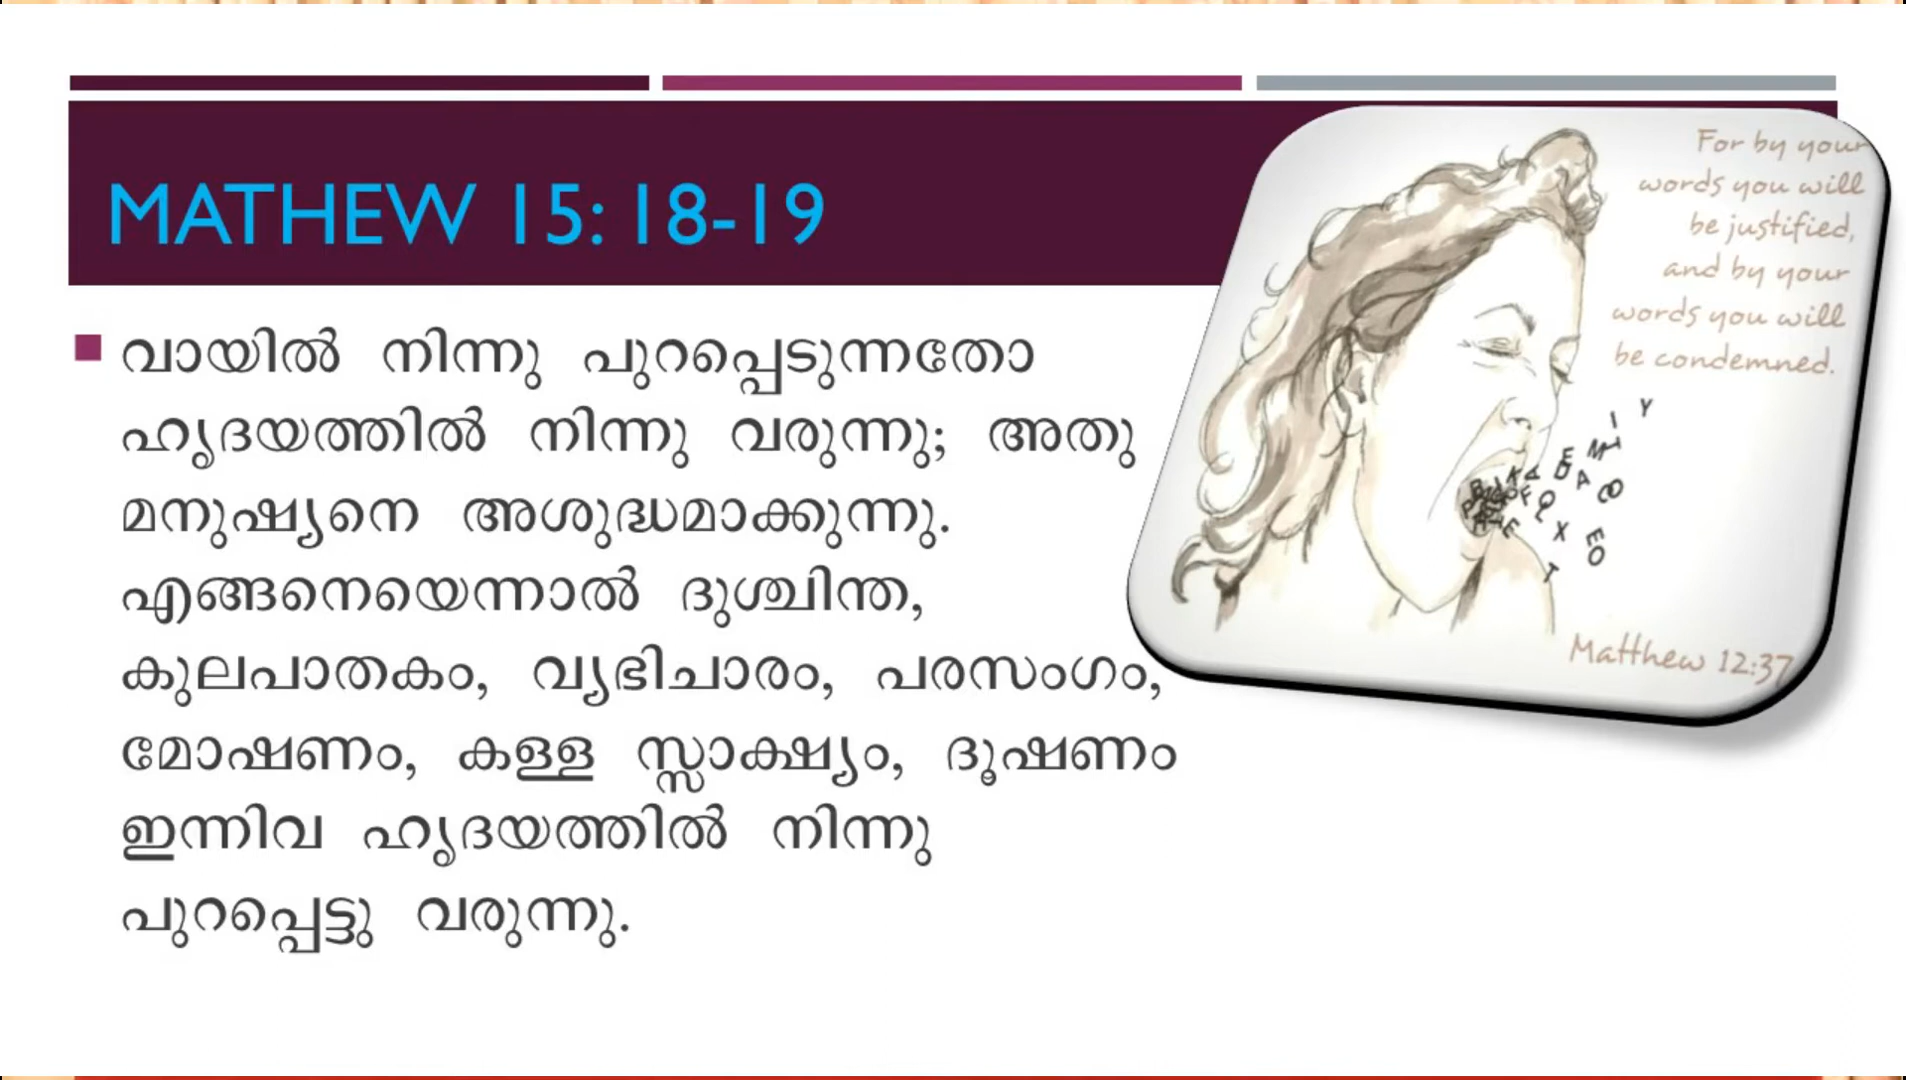 MATHEW 15: 18-19
വായിൽ നിന്നു പുറപ്പെടുന്നതോ
ഹൃദയത്തിൽ നിന്നു വരുന്നു; അതു
മനുഷ്യനെ അശുദ്ധമാക്കുന്നു.
എങ്ങനെയെന്നാൽ ദുശ്ചിന്ത,
കുലപാതകം, വ്യഭിചാരം, പരസംഗം,
മോഷണം, കള്ള സ്സാക്ഷ്യം, ദൂഷണം
ഇന്നിവ ഹൃദയത്തിൽ നിന്നു
പുറപ്പെട്ടു വരുന്നു.
For by your
words you will
be justified,
and by your
words you will
be condemned.
Matthew 12:37